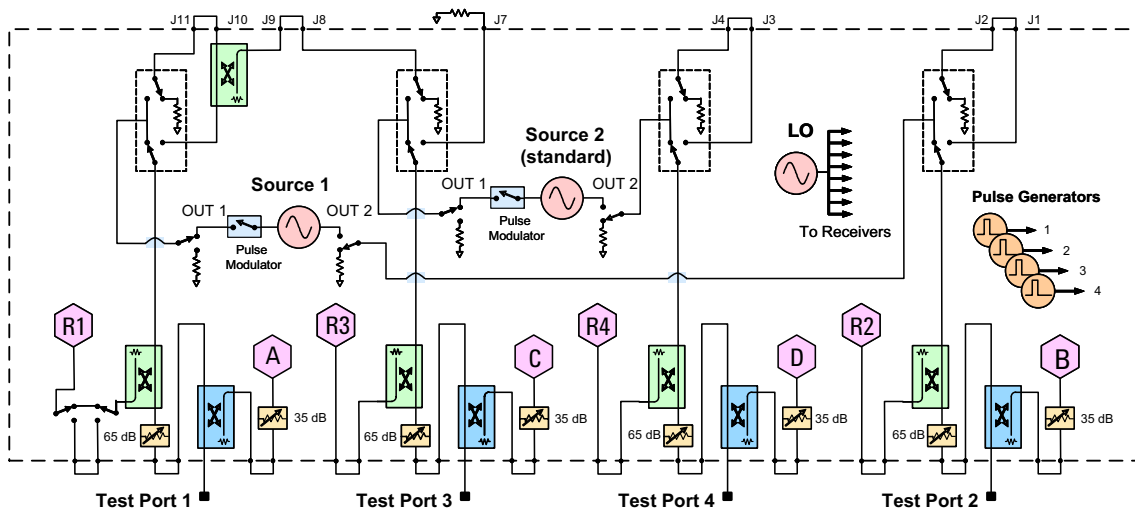 J11 J10 J9 J8 J7 J4 J3 J2 J1
Source 2
(standard)
LO
Source 1
OUT 1
OUT 2
Pulse
Modulator
OUT 1
OUT 2
Pulse
Modulator
To Receivers
Pulse Generators
1
2
3
4
R1
A
R3
C
R4
D
R2
B
35 dB
35 dB
35 dB
35 dB
65 dB
65 dB
65 dB
65 dB
Test Port 1
Test Port 3
Test Port 4
Test Port 2